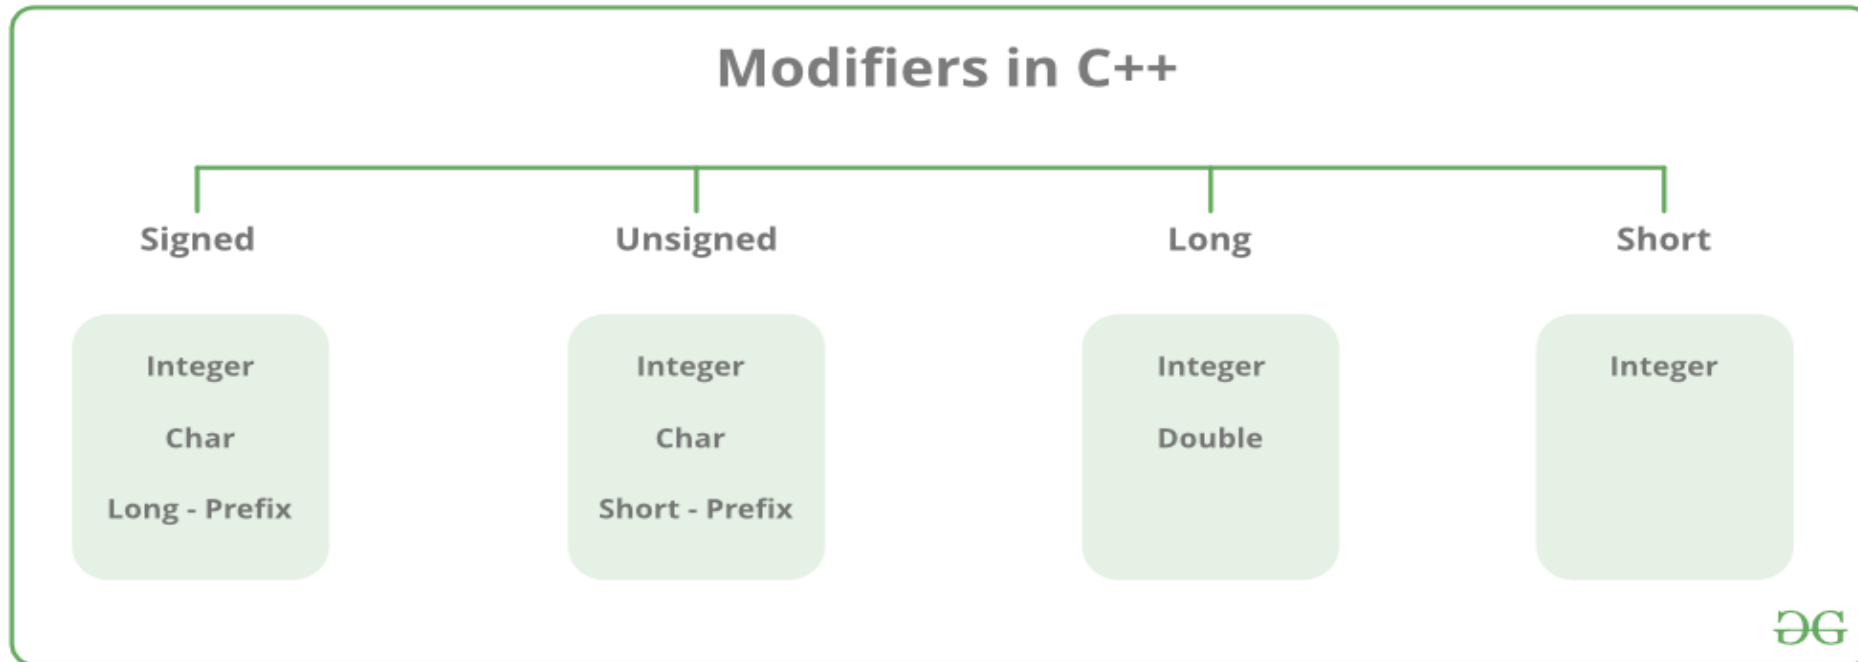 Modifiers in C++
Signed
Unsigned
Long
Short
Integer
Char
Long - Prefix
Integer
Char
Short - Prefix
Integer
Double
Integer